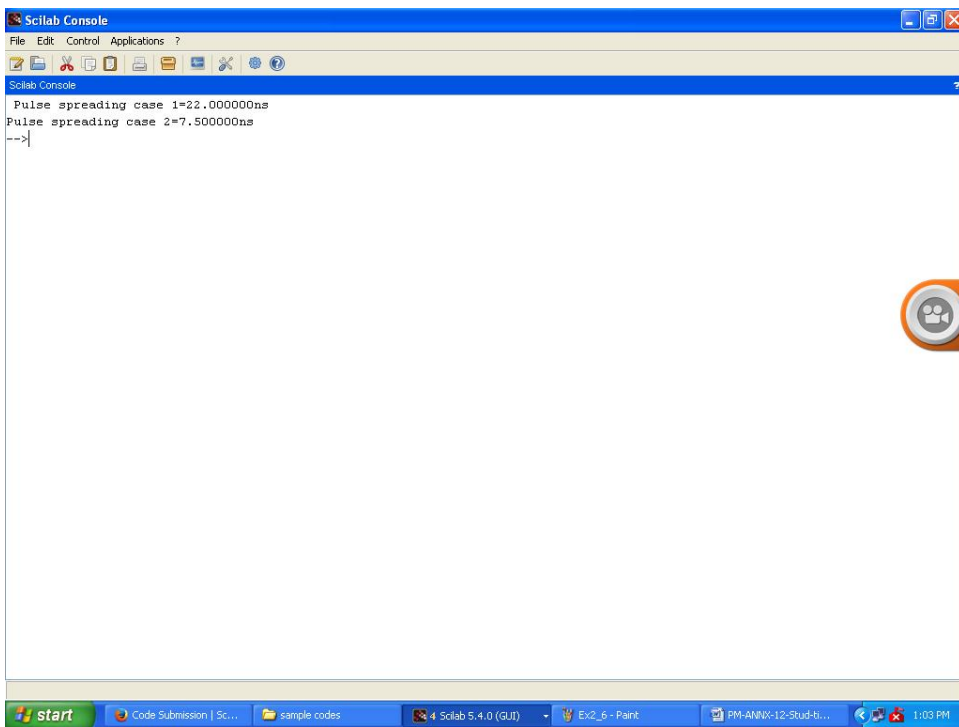 Scilab Console
File Edit Control Applications ?
Scilab Console ?
Pulse spreading case 1=22.000000ns
Pulse spreading case 2=7.500000ns
-->
start Code Submission | Sc... sample codes 4 Scilab 5.4.0 (GUI) Ex2_6 - Paint PM-ANNX-12-Stud-ti... 1:03 PM